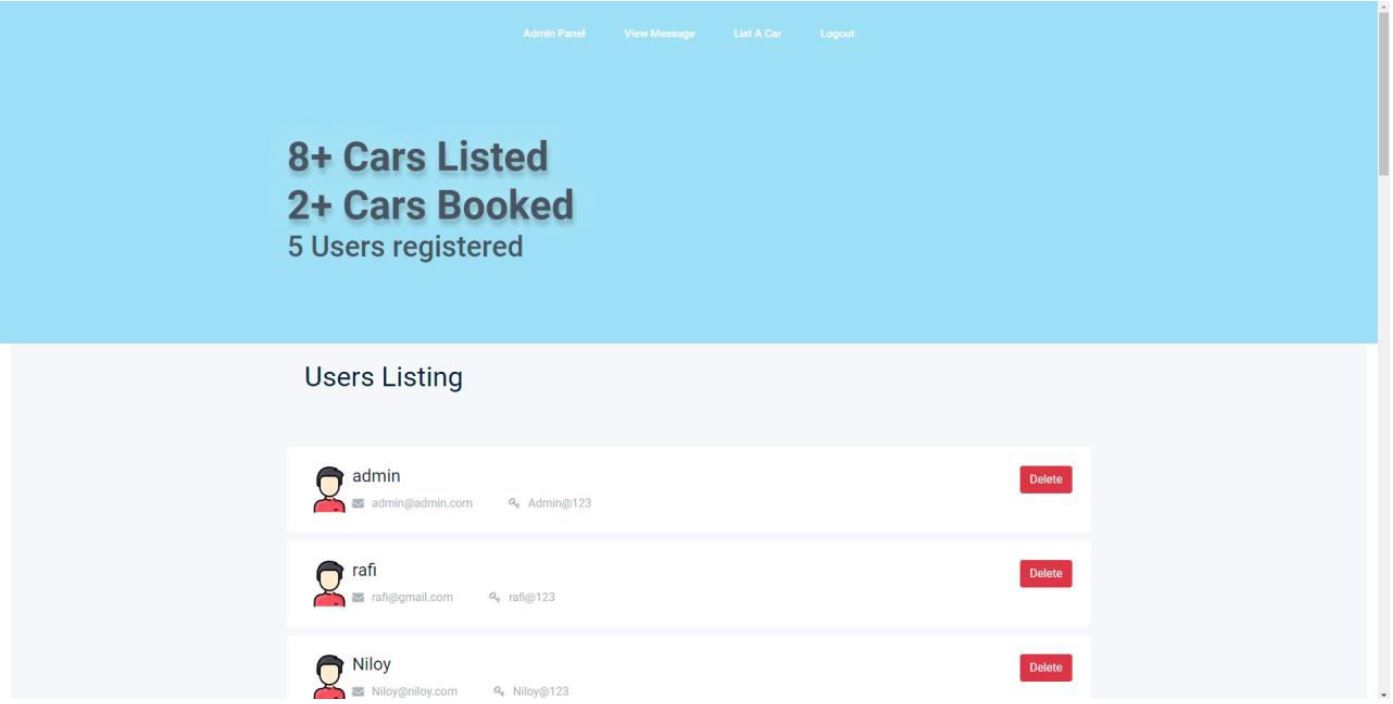 Admin Panel View Message List A Car Logout
8+ Cars Listed
2+ Cars Booked
5 Users registered
Users Listing
admin
Delete
admin@admin.com Admin@123
rafi
Delete
rafi@gmail.com rafi@123
Niloy
Delete
Niloy@niloy.com Niloy@123